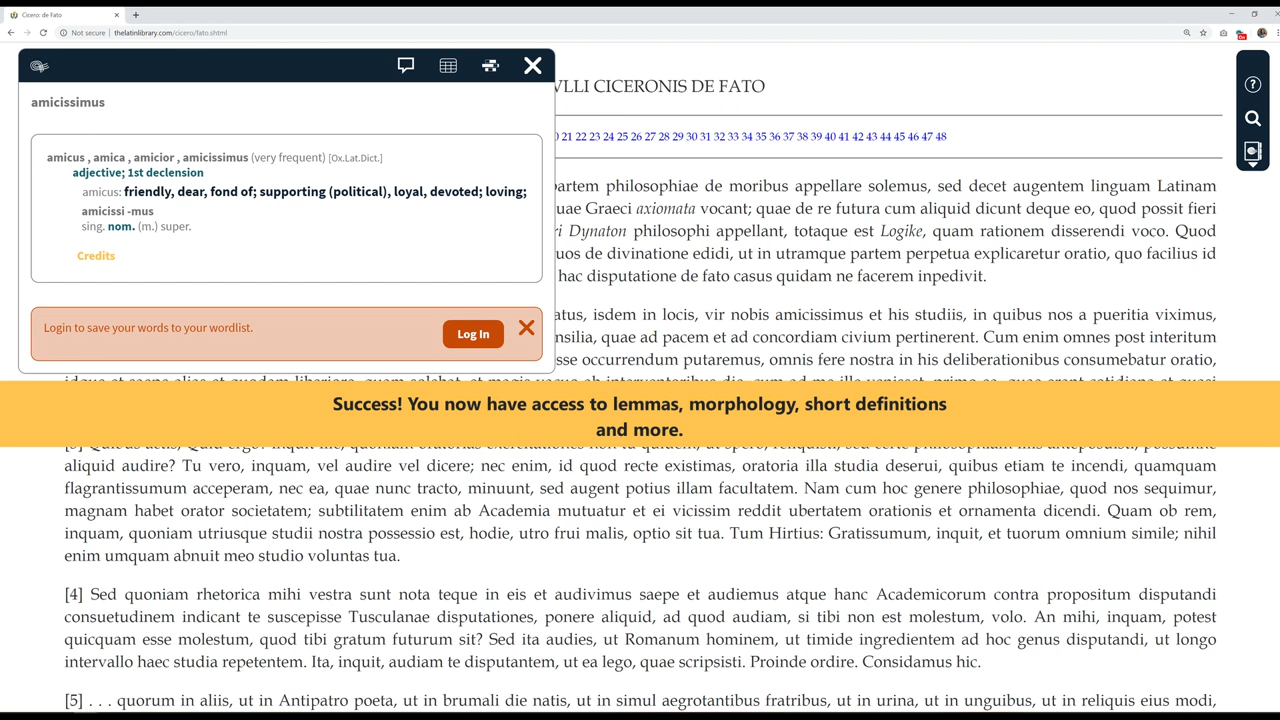 Cicero: de Fato
Not secure | thelatinlibrary.com/cicero/fato.shtml
amicissimus
amicus , amica , amicior , amicissimus (very frequent) [Ox.Lat.Dict.]
adjective; 1st declension
amicus: friendly, dear, fond of; supporting (political), loyal, devoted; loving;
amicissi -mus
sing. nom. (m.) super.
Credits
Login to save your words to your wordlist.
Log In
VLLI CICERONIS DE FATO
21 22 23 24 25 26 27 28 29 30 31 32 33 34 35 36 37 38 39 40 41 42 43 44 45 46 47 48
partem philosophiae de moribus appellare solemus, sed decet augentem linguam Latinam
uae Graeci axiomata vocant; quae de re futura cum aliquid dicunt deque eo, quod possit fieri
ri Dynaton philosophi appellant, totaque est Logike, quam rationem disserendi voco. Quod
uos de divinatione edidi, ut in utramque partem perpetua explicaretur oratio, quo facilius id
hac disputatione de fato casus quidam ne facerem inpedivit.
atus, isdem in locis, vir nobis amicissimus et his studiis, in quibus nos a pueritia viximus,
nsilia, quae ad pacem et ad concordiam civium pertinerent. Cum enim omnes post interitum
sse occurrendum putaremus, omnis fere nostra in his deliberationibus consumebatur oratio,
Success! You now have access to lemmas, morphology, short definitions
and more.
aliquid audire? Tu vero, inquam, vel audire vel dicere; nec enim, id quod recte existimas, oratoria illa studia deserui, quibus etiam te incendi, quamquam
flagrantissumum acceperam, nec ea, quae nunc tracto, minuunt, sed augent potius illam facultatem. Nam cum hoc genere philosophiae, quod nos sequimur,
magnam habet orator societatem; subtilitatem enim ab Academia mutuatur et ei vicissim reddit ubertatem orationis et ornamenta dicendi. Quam ob rem,
inquam, quoniam utriusque studii nostra possessio est, hodie, utro frui malis, optio sit tua. Tum Hirtius: Gratissumum, inquit, et tuorum omnium simile; nihil
enim umquam abnuit meo studio voluntas tua.
[4] Sed quoniam rhetorica mihi vestra sunt nota teque in eis et audivimus saepe et audiemus atque hanc Academicorum contra propositum disputandi
consuetudinem indicant te suscepisse Tusculanae disputationes, ponere aliquid, ad quod audiam, si tibi non est molestum, volo. An mihi, inquam, potest
quicquam esse molestum, quod tibi gratum futurum sit? Sed ita audies, ut Romanum hominem, ut timide ingredientem ad hoc genus disputandi, ut longo
intervallo haec studia repetentem. Ita, inquit, audiam te disputantem, ut ea lego, quae scripsisti. Proinde ordire. Considamus hic.
[5] . . . quorum in aliis, ut in Antipatro poeta, ut in brumali die natis, ut in simul aegrotantibus fratribus, ut in urina, ut in unguibus, ut in reliquis eius modi,